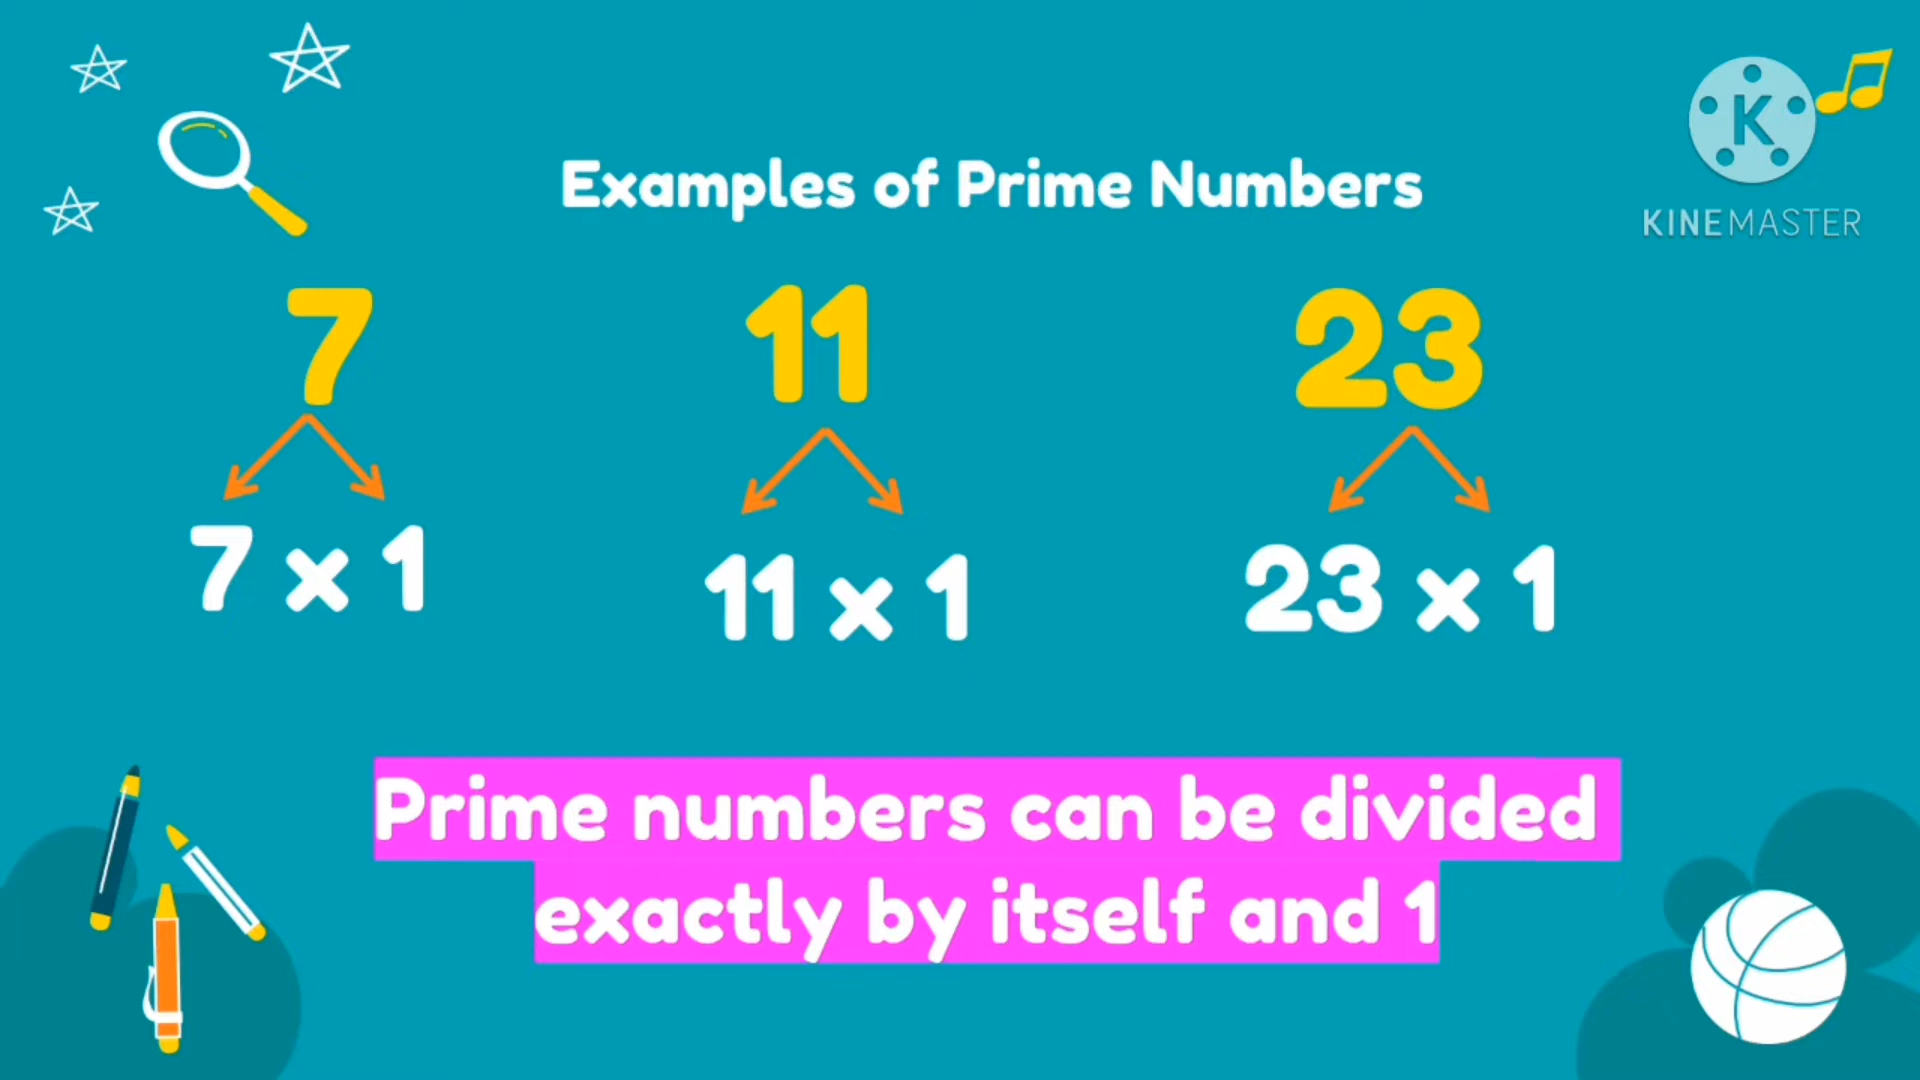 K
KINEMASTER
Examples of Prime Numbers
7 11 23
7 x 1 11 x 1 23 x 1
Prime numbers can be divided
exactly by itself and 1